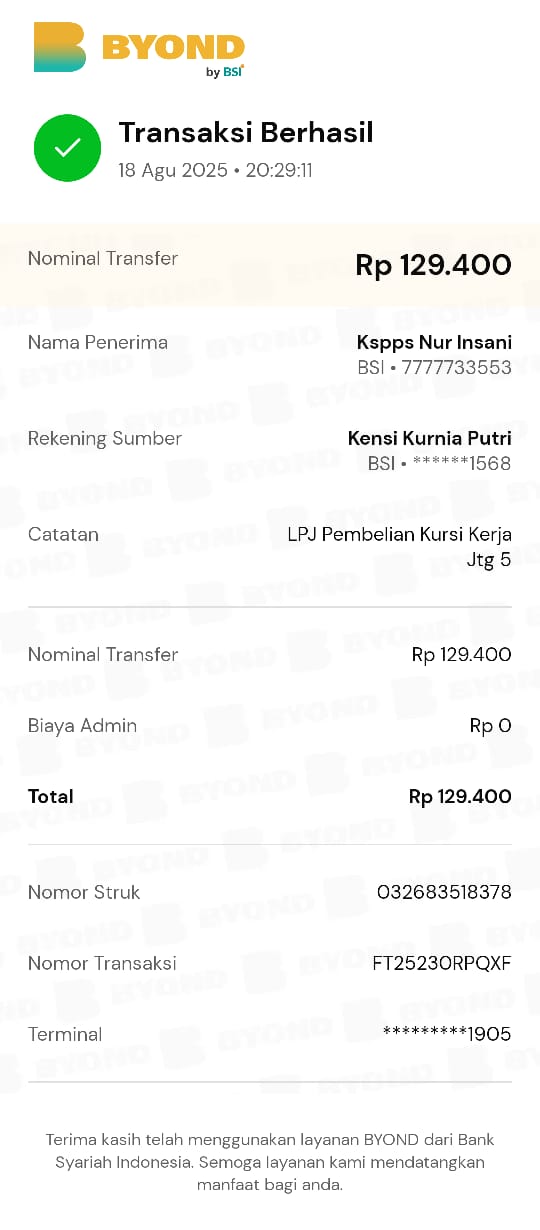 BYOND
by BSI
Transaksi Berhasil
18 Agu 2025 • 20:29:11
Nominal Transfer Rp 129.400
Nama Penerima Kspps Nur Insani
BSI • 7777733553
Rekening Sumber Kensi Kurnia Putri
BSI • ******1568
Catatan LPJ Pembelian Kursi Kerja
Jtg 5
Nominal Transfer Rp 129.400
Biaya Admin Rp 0
Total Rp 129.400
Nomor Struk 032683518378
Nomor Transaksi FT25230RPQXF
Terminal *********1905
Terima kasih telah menggunakan layanan BYOND dari Bank
Syariah Indonesia. Semoga layanan kami mendatangkan
manfaat bagi anda.